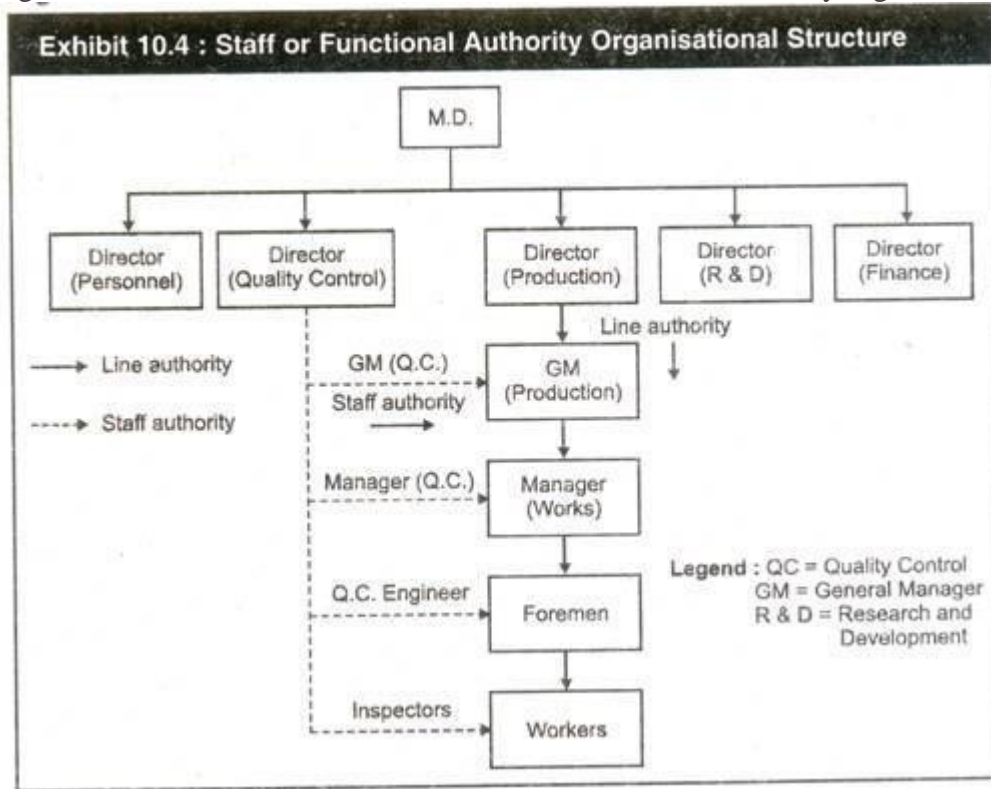 Exhibit 10.4 : Staff or Functional Authority Organisational Structure
M.D.
Director
(Personnel)
Director
(Quality Control)
Director
(Production)
Director
(R & D)
Director
(Finance)
Line authority
Line authority
Staff authority
GM (Q.C.)
Staff authority
GM
(Production)
Manager (Q.C.)
Manager
(Works)
Q.C. Engineer
Foremen
Inspectors
Workers
Legend : QC = Quality Control
GM = General Manager
R & D = Research and
Development